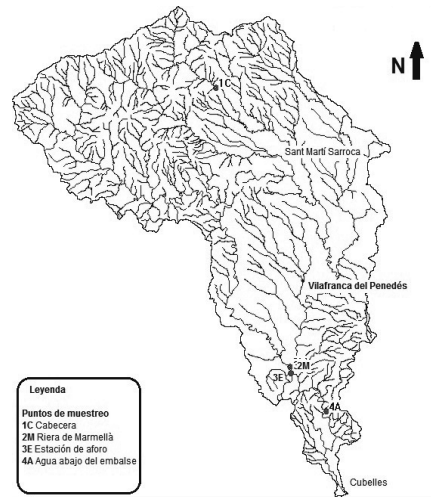 N
1C
Sant Martí Sarroca
Vilafranca del Penedés
2M
3E
4A
Cubelles
Leyenda
Puntos de muestreo
1C Cabecera
2M Riera de Marmellà
3E Estación de aforo
4A Agua abajo del embalse